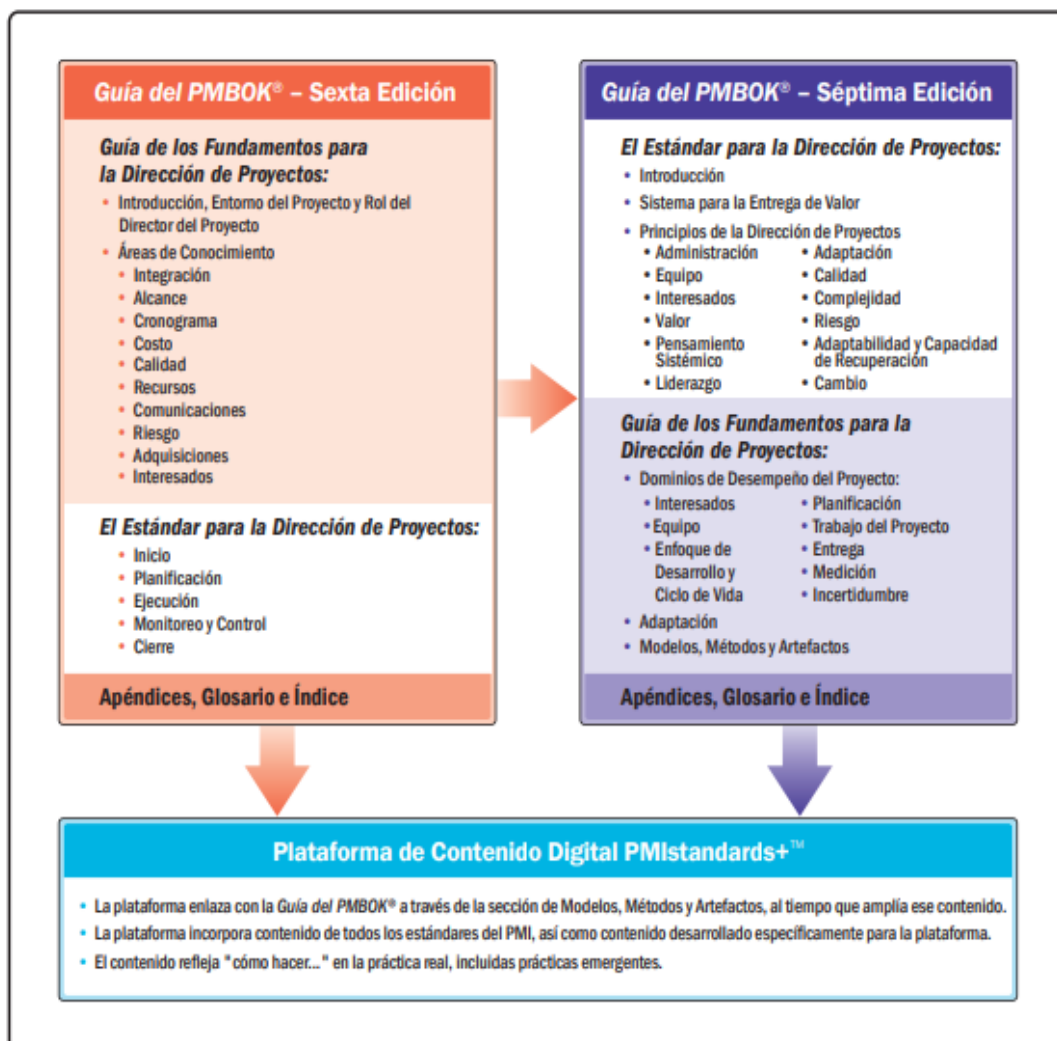 Guía del PMBOK® – Sexta Edición
Guía de los Fundamentos para
la Dirección de Proyectos:
• Introducción, Entorno del Proyecto y Rol del
Director del Proyecto
• Áreas de Conocimiento
• Integración
• Alcance
• Cronograma
• Costo
• Calidad
• Recursos
• Comunicaciones
• Riesgo
• Adquisiciones
• Interesados
El Estándar para la Dirección de Proyectos:
• Inicio
• Planificación
• Ejecución
• Monitoreo y Control
• Cierre
Apéndices, Glosario e Índice
Guía del PMBOK® – Séptima Edición
El Estándar para la Dirección de Proyectos:
• Introducción
• Sistema para la Entrega de Valor
• Principios de la Dirección de Proyectos
• Administración
• Equipo
• Interesados
• Valor
• Pensamiento
Sistémico
• Liderazgo
• Adaptación
• Calidad
• Complejidad
• Riesgo
• Adaptabilidad y Capacidad
de Recuperación
• Cambio
Guía de los Fundamentos para la
Dirección de Proyectos:
• Dominios de Desempeño del Proyecto:
• Interesados
• Equipo
• Enfoque de
Desarrollo y
Ciclo de Vida
• Planificación
• Trabajo del Proyecto
• Entrega
• Medición
• Incertidumbre
• Adaptación
• Modelos, Métodos y Artefactos
Apéndices, Glosario e Índice
Plataforma de Contenido Digital PMIstandards+™
• La plataforma enlaza con la Guía del PMBOK® a través de la sección de Modelos, Métodos y Artefactos, al tiempo que amplía ese contenido.
• La plataforma incorpora contenido de todos los estándares del PMI, así como contenido desarrollado específicamente para la plataforma.
• El contenido refleja "cómo hacer..." en la práctica real, incluidas prácticas emergentes.